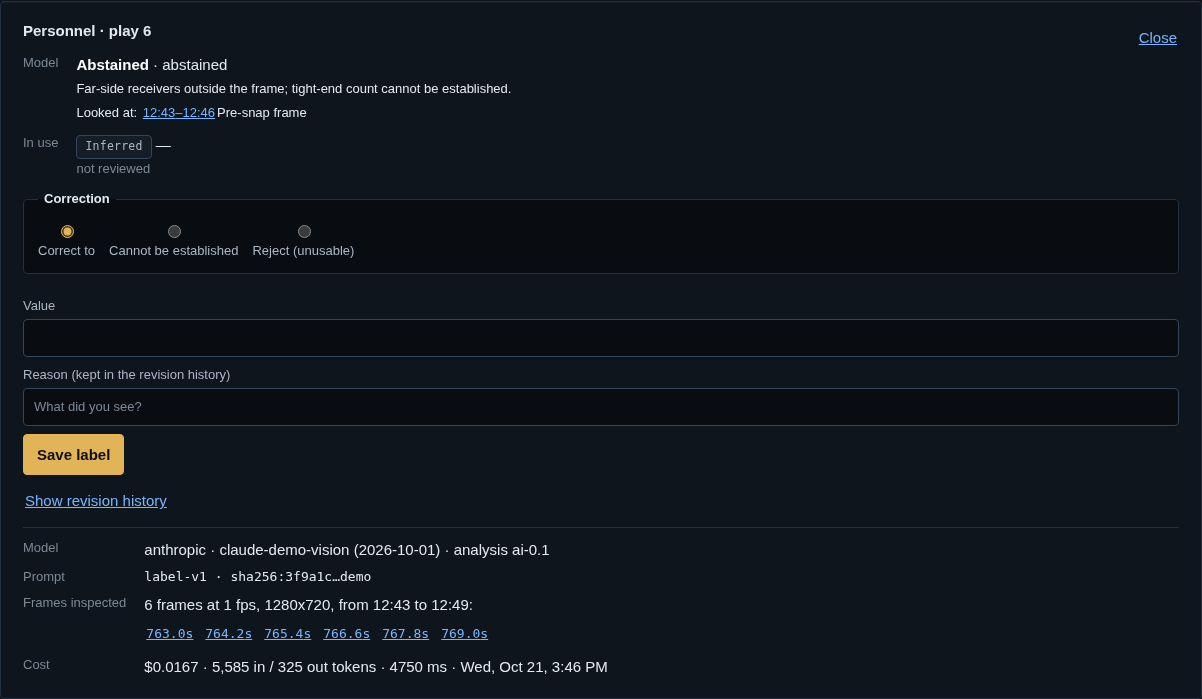 Personnel · play 6
Close
Model
Abstained · abstained
Far-side receivers outside the frame; tight-end count cannot be established.
Looked at: 12:43–12:46 Pre-snap frame
In use
Inferred —
not reviewed
Correction
Correct to
Cannot be established
Reject (unusable)
Value
Reason (kept in the revision history)
What did you see?
Save label
Show revision history
Model
anthropic · claude-demo-vision (2026-10-01) · analysis ai-0.1
Prompt
label-v1 · sha256:3f9a1c…demo
Frames inspected
6 frames at 1 fps, 1280x720, from 12:43 to 12:49:
763.0s 764.2s 765.4s 766.6s 767.8s 769.0s
Cost
$0.0167 · 5,585 in / 325 out tokens · 4750 ms · Wed, Oct 21, 3:46 PM